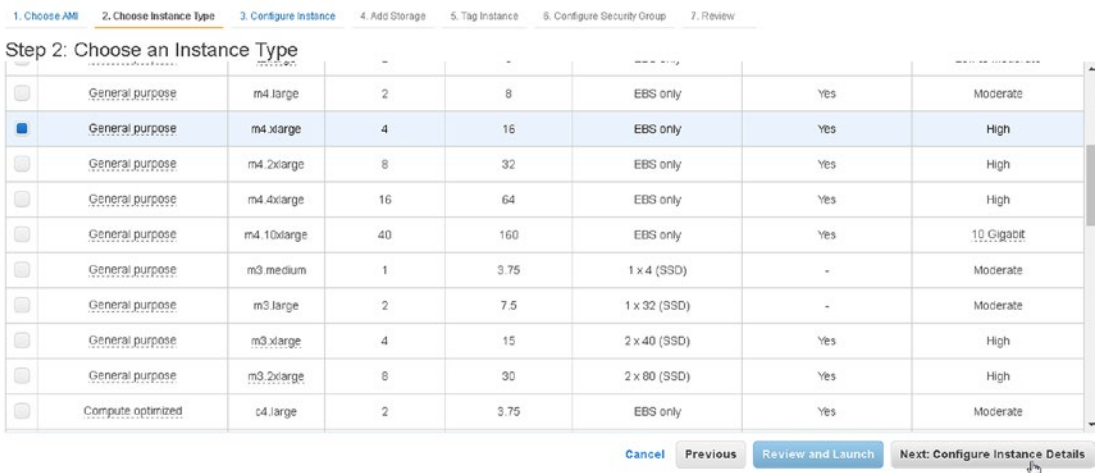 1. Choose AMI 2. Choose Instance Type 3. Configure Instance 4. Add Storage 5. Tag Instance 6. Configure Security Group 7. Review
Step 2: Choose an Instance Type
General purpose m4.large 2 8 EBS only Yes Moderate
General purpose m4.xlarge 4 16 EBS only Yes High
General purpose m4.2xlarge 8 32 EBS only Yes High
General purpose m4.4xlarge 16 64 EBS only Yes High
General purpose m4.10xlarge 40 160 EBS only Yes 10 Gigabit
General purpose m3.medium 1 3.75 1 x 4 (SSD) - Moderate
General purpose m3.large 2 7.5 1 x 32 (SSD) - Moderate
General purpose m3.xlarge 4 15 2 x 40 (SSD) Yes High
General purpose m3.2xlarge 8 30 2 x 80 (SSD) Yes High
Compute optimized c4.large 2 3.75 EBS only Yes Moderate
Cancel Previous Review and Launch Next: Configure Instance Details